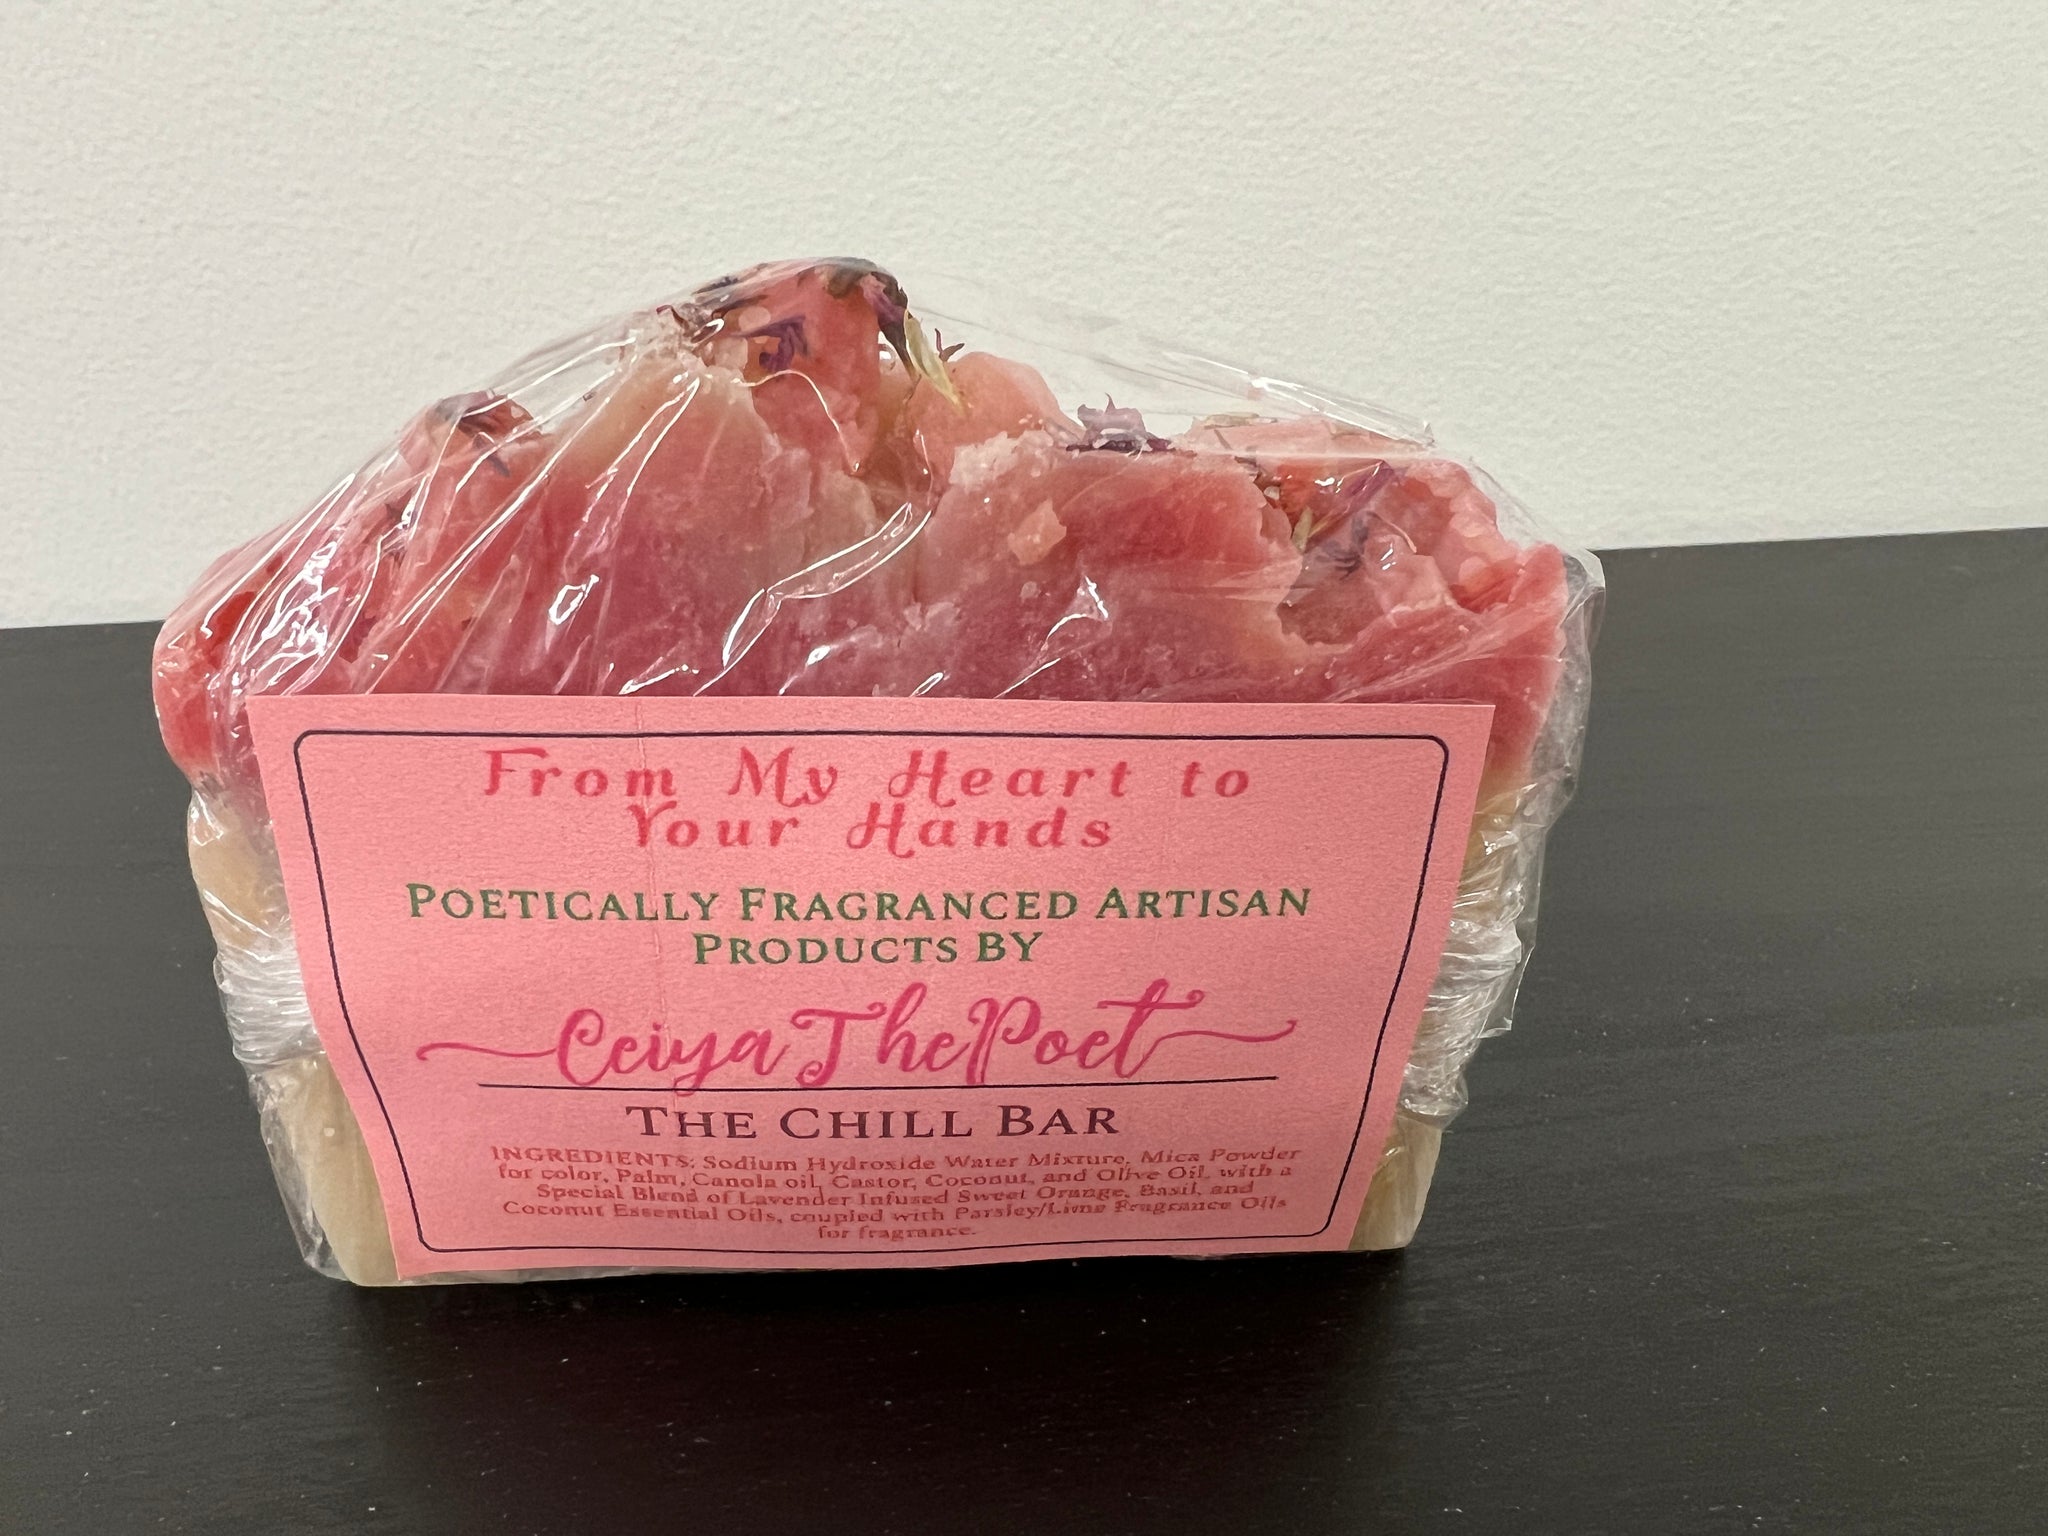 From My Heart to
Your Hands
POETICALLY FRAGRANCED ARTISAN
PRODUCTS BY
CeiyaThePoet
THE CHILL BAR
INGREDIENTS: Sodium Hydroxide Water Mixture, Mica Powder
for color, Palm, Canola oil, Castor, Coconut, and Olive Oil, with a
Special Blend of Lavender Infused Sweet Orange, Basil, and
Coconut Essential Oils, coupled with Parsley/Lime Fragrance Oils
for fragrance.